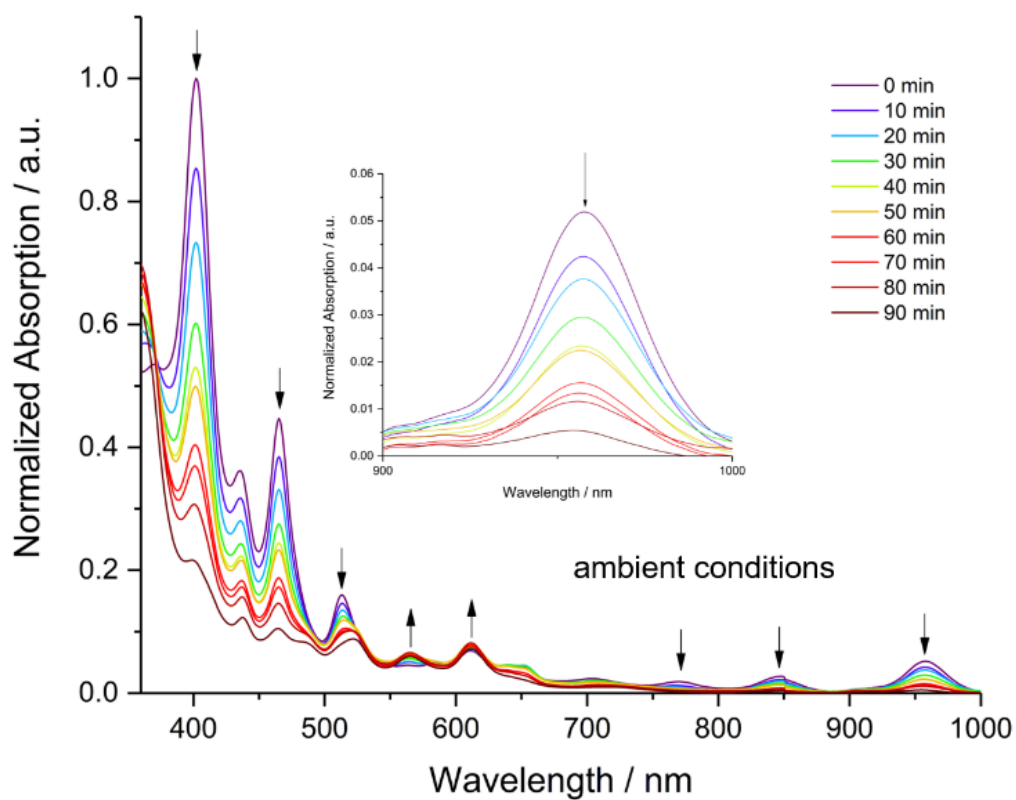 Normalized Absorption / a.u.
1.0
0.8
0.6
0.4
0.2
0.0
400
500
600
700
800
900
1000
Wavelength / nm
0 min
10 min
20 min
30 min
40 min
50 min
60 min
70 min
80 min
90 min
Normalized Absorption / a.u.
0.06
0.05
0.04
0.03
0.02
0.01
0.00
900
1000
Wavelength / nm
ambient conditions